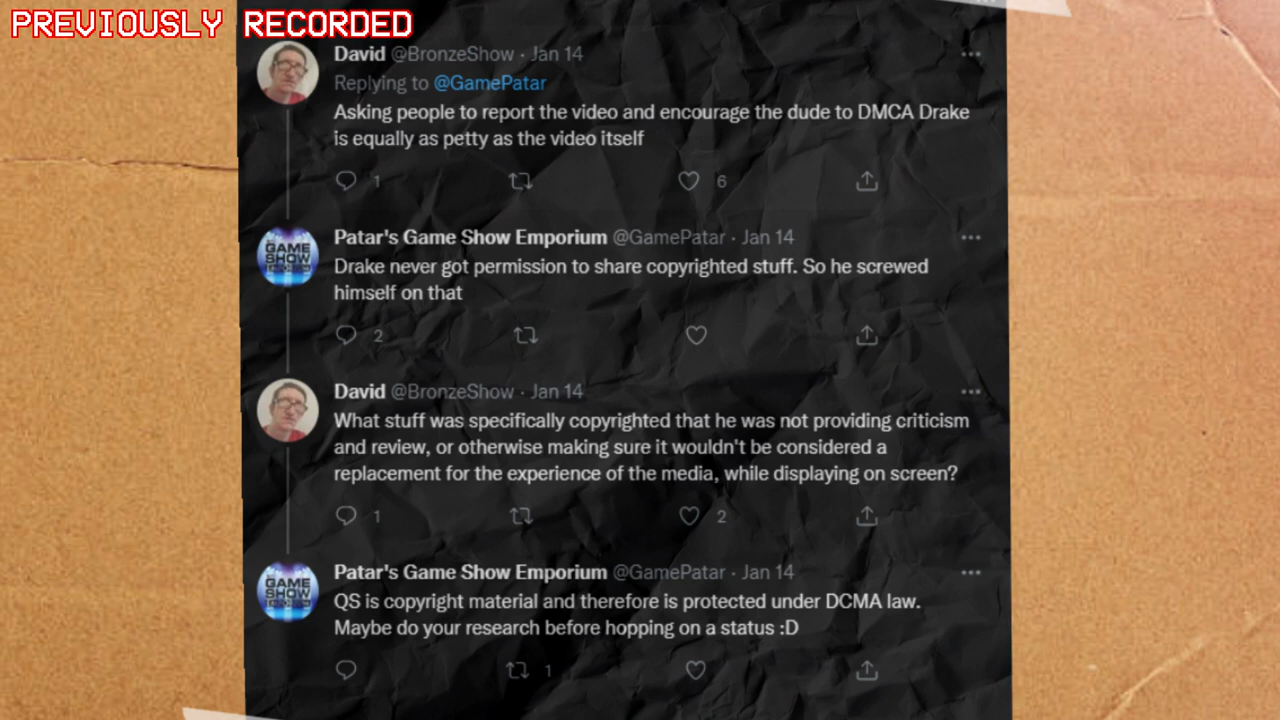 PREVIOUSLY RECORDED
David @BronzeShow · Jan 14
Replying to @GamePatar
Asking people to report the video and encourage the dude to DMCA Drake
is equally as petty as the video itself
1 6
Patar's Game Show Emporium @GamePatar · Jan 14
GAME
SHOW
Drake never got permission to share copyrighted stuff. So he screwed
himself on that
2
David @BronzeShow · Jan 14
What stuff was specifically copyrighted that he was not providing criticism
and review, or otherwise making sure it wouldn't be considered a
replacement for the experience of the media, while displaying on screen?
1 2
Patar's Game Show Emporium @GamePatar · Jan 14
GAME
SHOW
QS is copyright material and therefore is protected under DCMA law.
Maybe do your research before hopping on a status :D
1